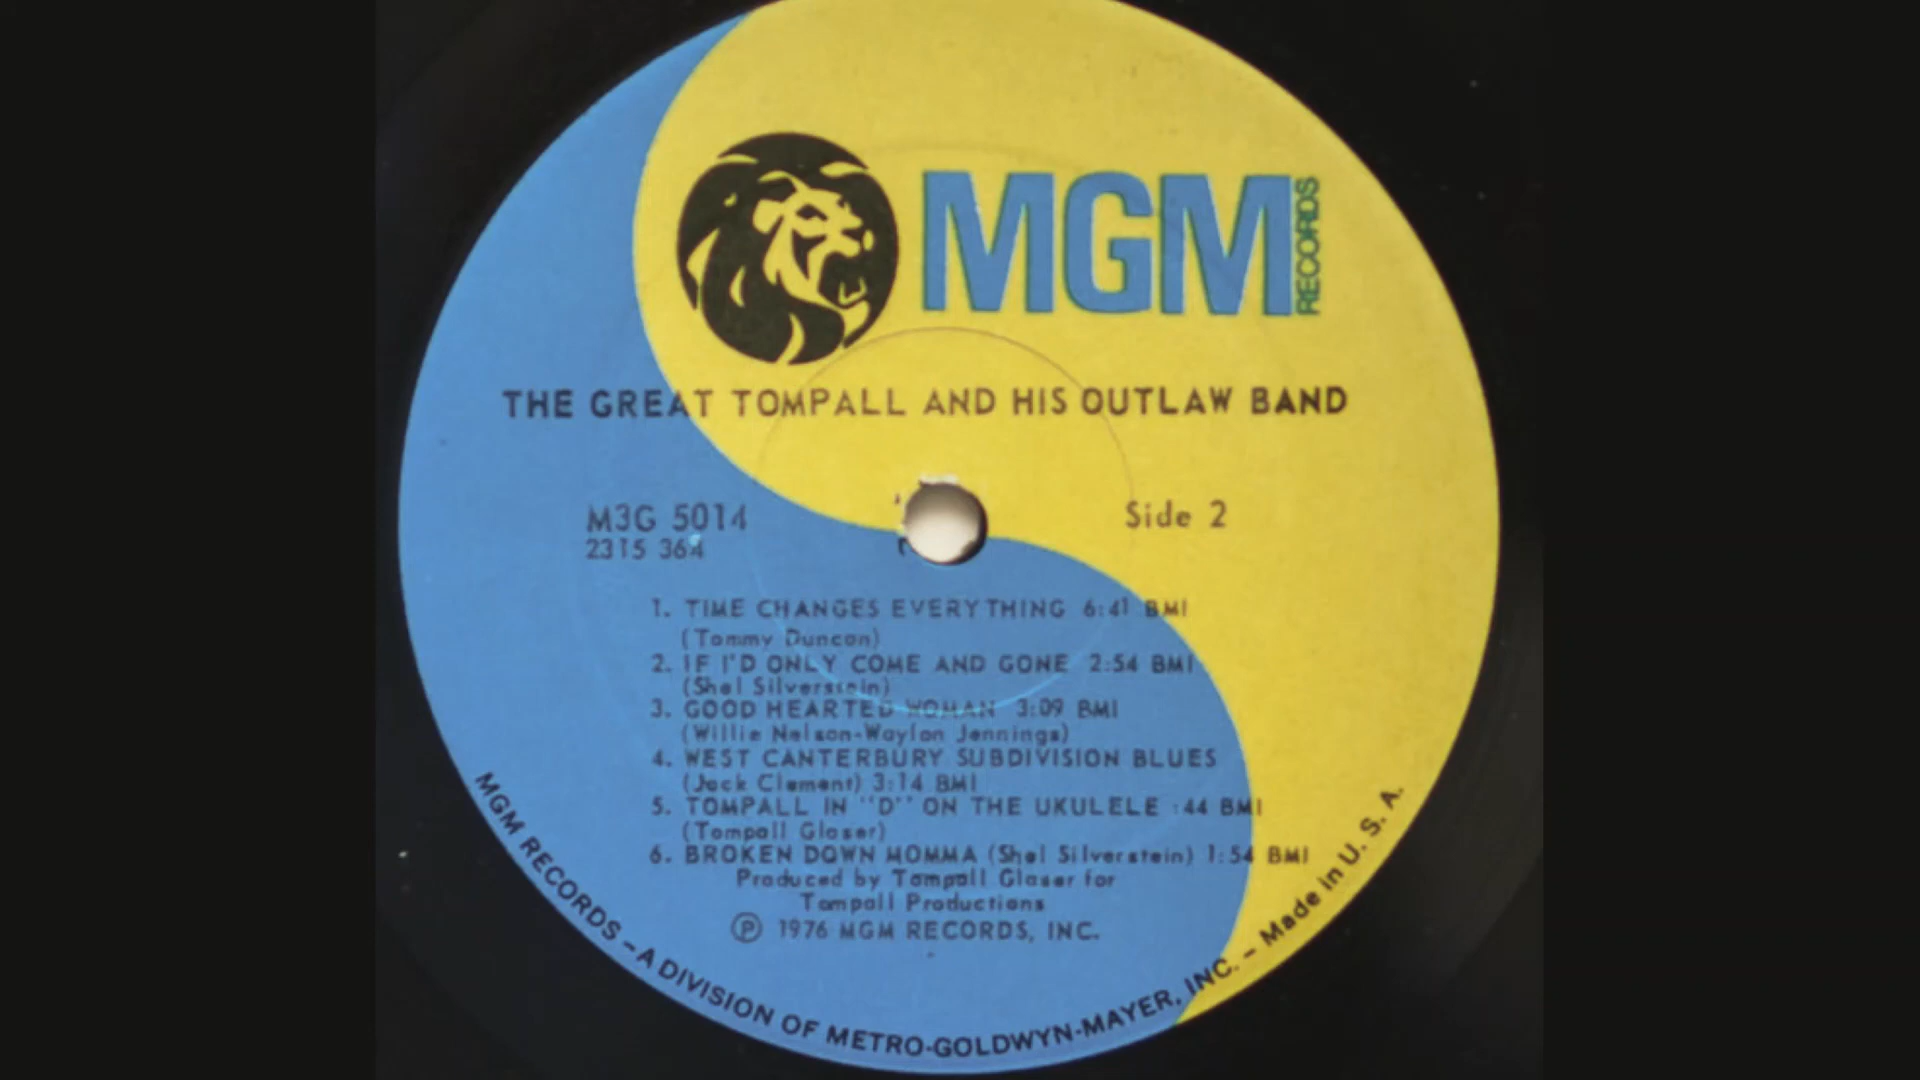 MGM RECORDS
THE GREAT TOMPALL AND HIS OUTLAW BAND
M3G 5014
Side 2
2315 364
1. TIME CHANGES EVERYTHING 6:41 BMI
(Tommy Duncan)
2. IF I'D ONLY COME AND GONE 2:54 BMI
(Shel Silverstein)
3. GOOD HEARTED WOMAN 3:09 BMI
(Willie Nelson-Waylon Jennings)
4. WEST CANTERBURY SUBDIVISION BLUES
(Jack Clement) 3:14 BMI
5. TOMPALL IN "D" ON THE UKULELE :44 BMI
(Tompall Glaser)
6. BROKEN DOWN MOMMA (Shel Silverstein) 1:54 BMI
Produced by Tompall Glaser for
Tompall Productions
Ⓟ 1976 MGM RECORDS, INC.
MGM RECORDS – A DIVISION OF METRO-GOLDWYN-MAYER, INC. – Made in U. S. A.